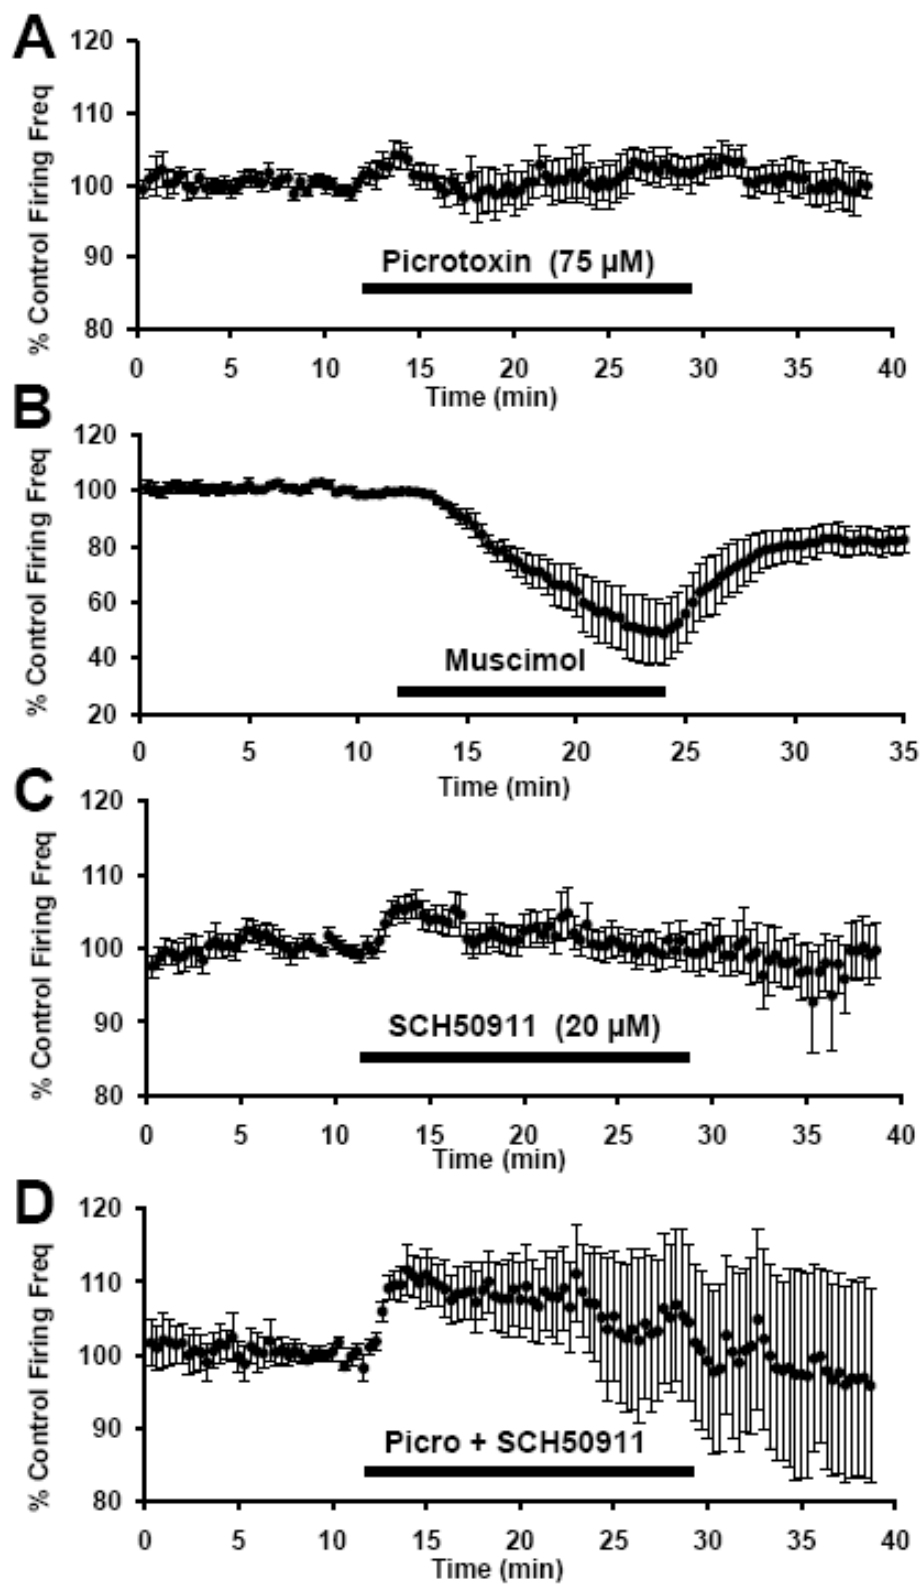 A
% Control Firing Freq
120
110
100
90
80
Picrotoxin (75 µM)
0 5 10 15 20 25 30 35 40
Time (min)
B
% Control Firing Freq
120
100
80
60
40
20
Muscimol
0 5 10 15 20 25 30 35
Time (min)
C
% Control Firing Freq
120
110
100
90
80
SCH50911 (20 µM)
0 5 10 15 20 25 30 35 40
Time (min)
D
% Control Firing Freq
120
110
100
90
80
Picro + SCH50911
0 5 10 15 20 25 30 35 40
Time (min)